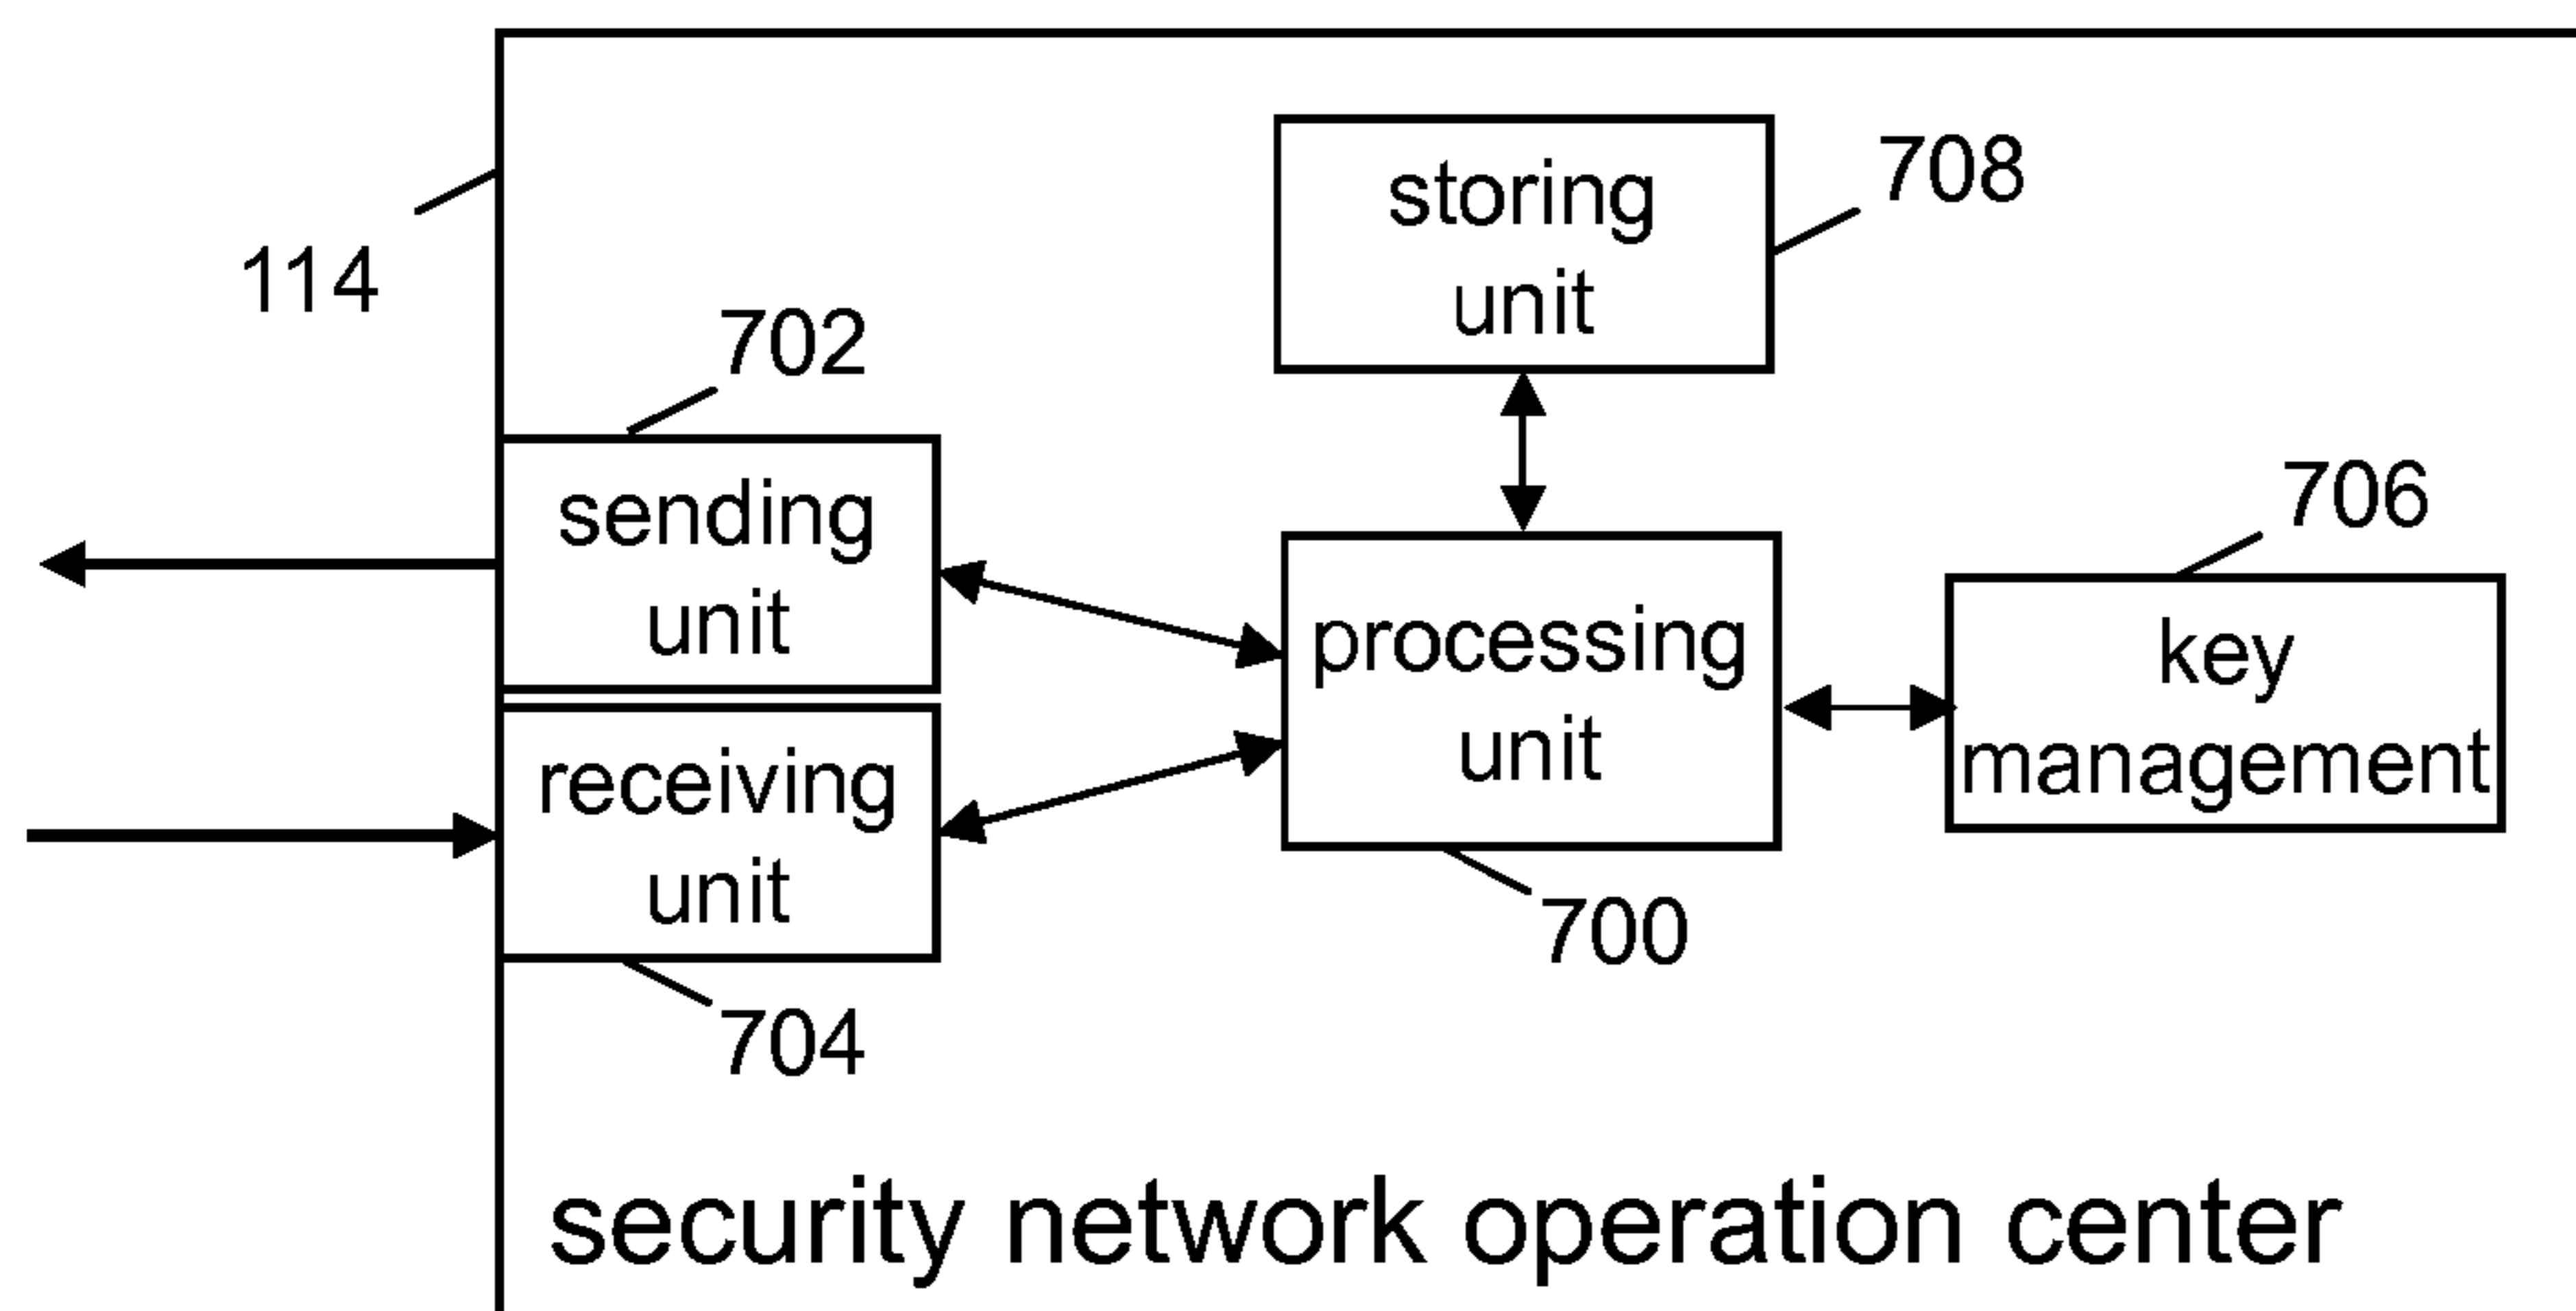 storing
unit
708
114
702
sending
unit
706
processing
unit
key
management
receiving
unit
700
704
security network operation center